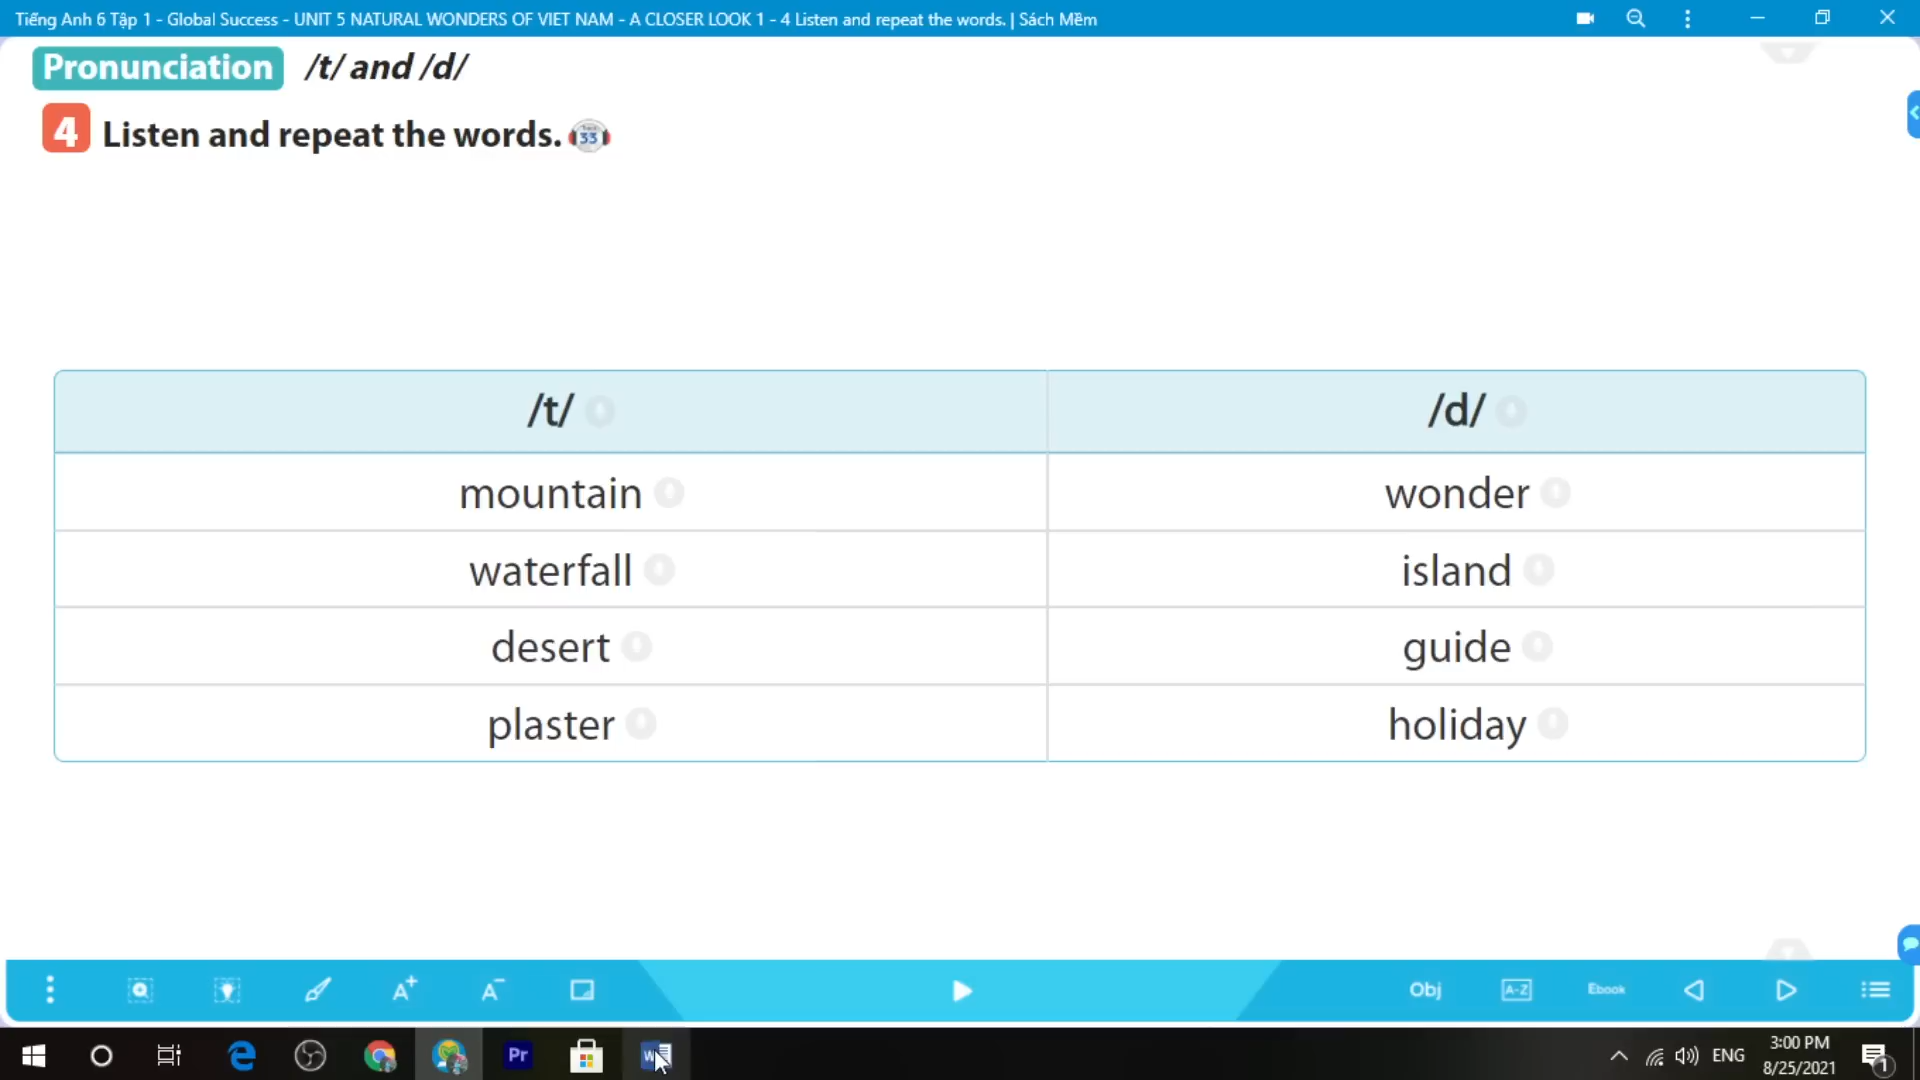 Tiếng Anh 6 Tập 1 - Global Success - UNIT 5 NATURAL WONDERS OF VIET NAM - A CLOSER LOOK 1 - 4 Listen and repeat the words. | Sách Mềm
Pronunciation /t/ and /d/
4 Listen and repeat the words. 33
/t/ /d/
mountain wonder
waterfall island
desert guide
plaster holiday
A+ A- Obj A-Z Ebook
Pr W ENG 3:00 PM
8/25/2021 1